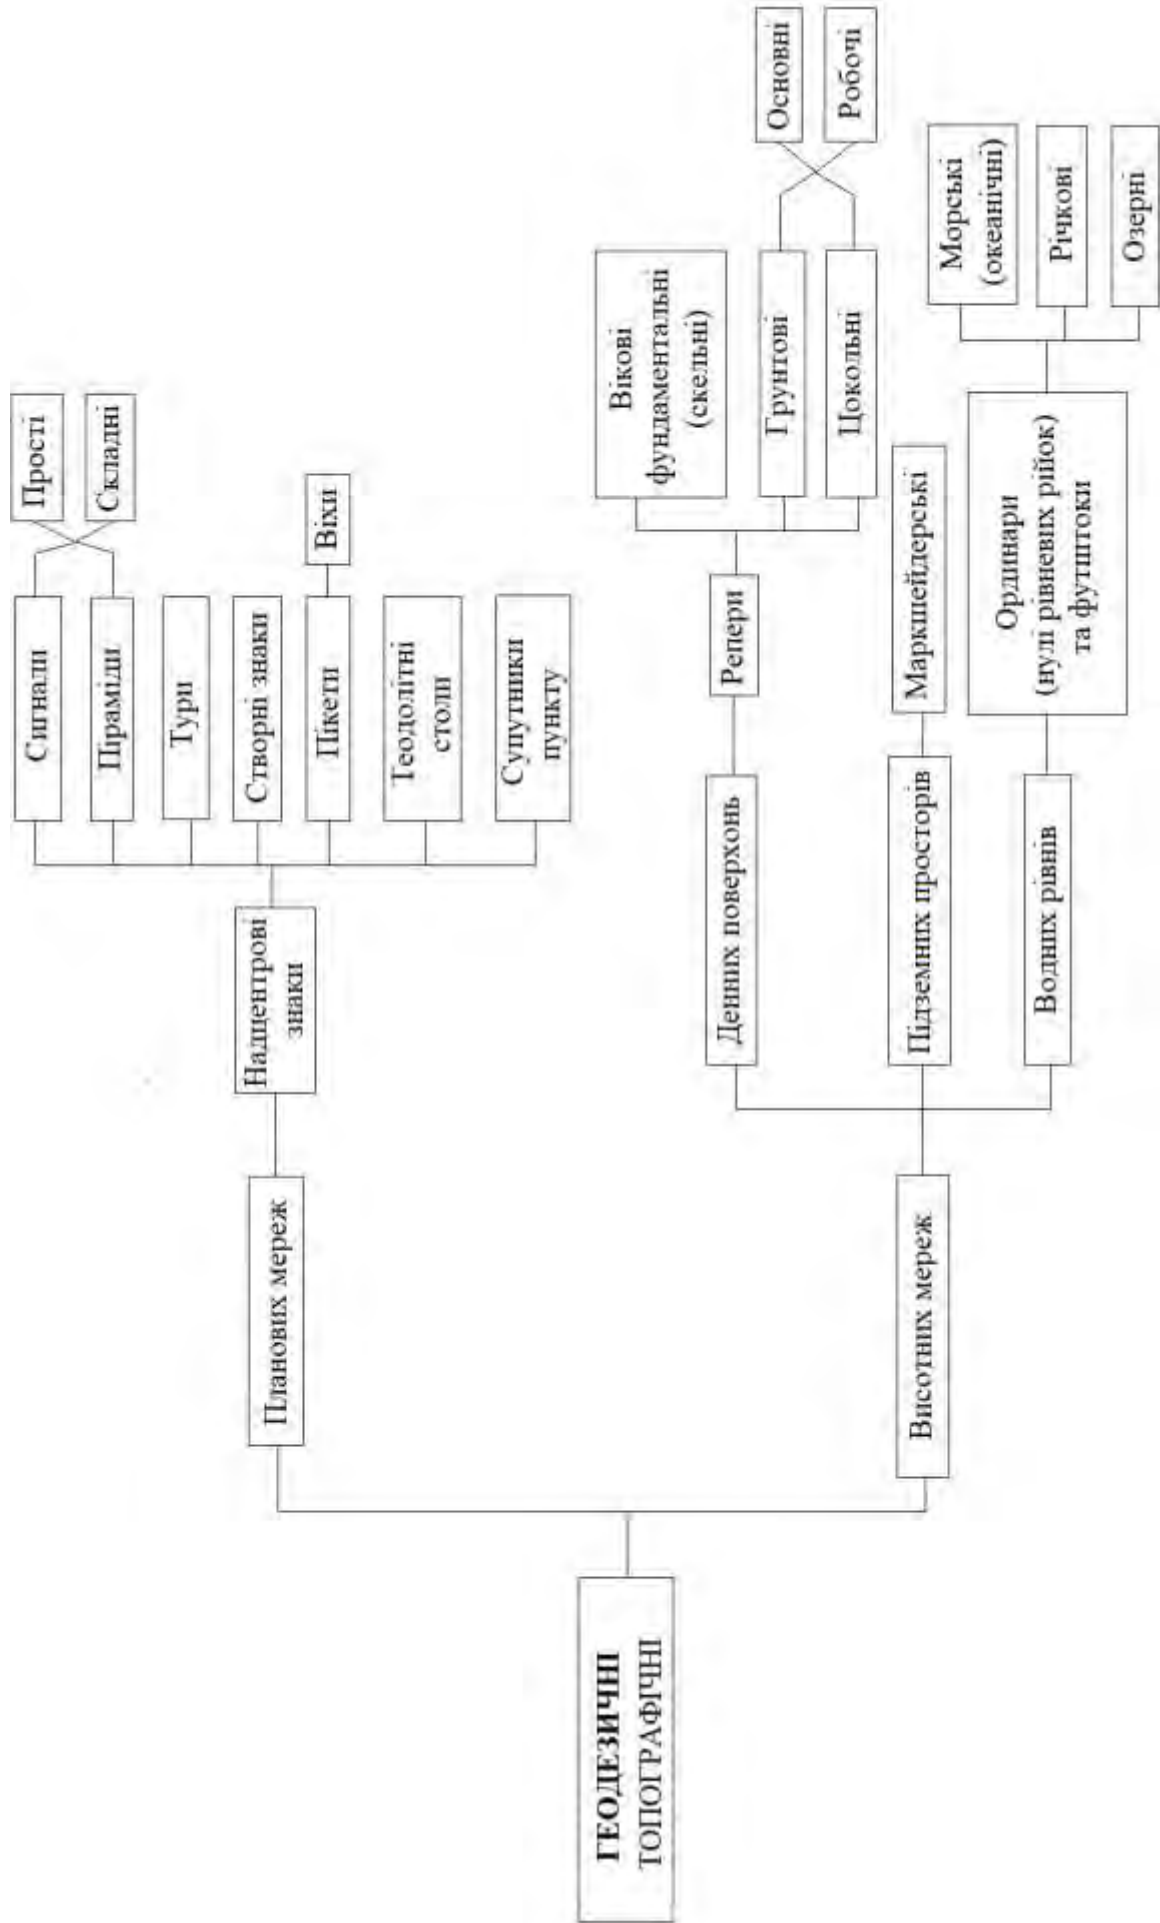 ГЕОДЕЗИЧНІ
ТОПОГРАФІЧНІ
Планових мереж
Надцентрові
знаки
Сигнали
Піраміди
Прості
Складні
Тури
Створні знаки
Пікети
Віхи
Теодолітні
столи
Супутники
пункту
Висотних мереж
Денних поверхонь
Репери
Вікові
фундаментальні
(скельні)
Грунтові
Цокольні
Основні
Робочі
Підземних просторів
Маркшейдерські
Водних рівнів
Ординари
(нулі рівневих рійок)
та футштоки
Морські
(океанічні)
Річкові
Озерні